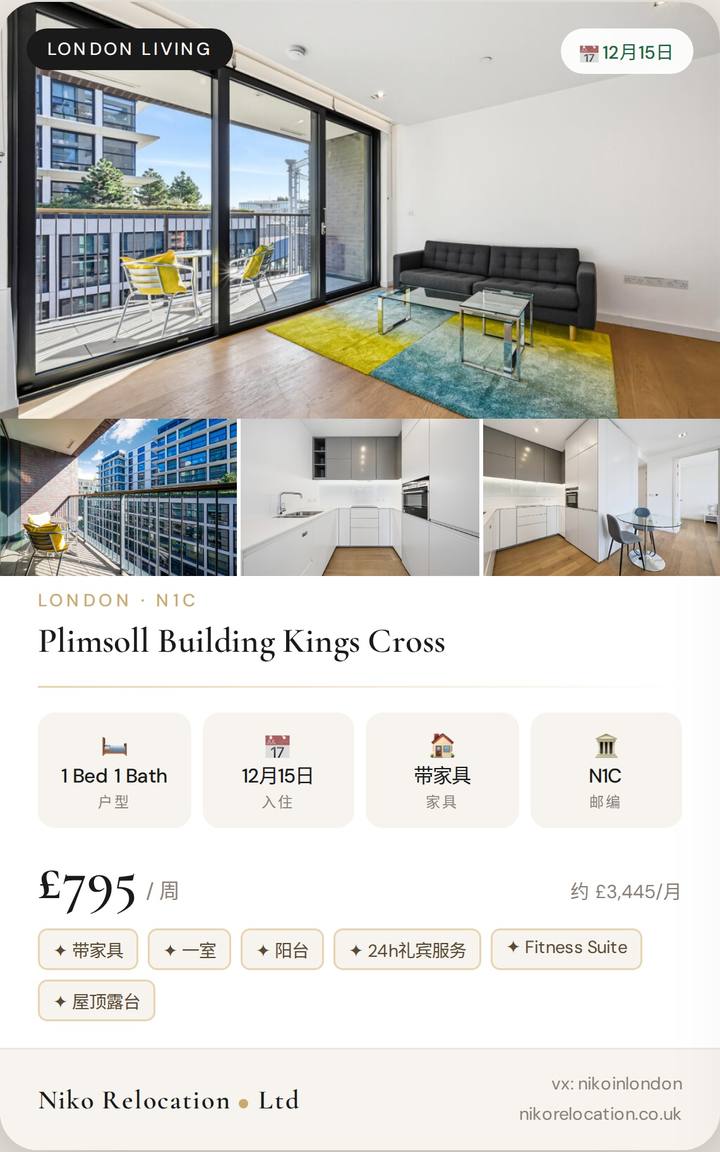 LONDON LIVING
12月15日
LONDON · N1C
Plimsoll Building Kings Cross
17
1 Bed 1 Bath
户型
12月15日
入住
带家具
家具
N1C
邮编
£795 / 周
约 £3,445/月
✦ 带家具
✦ 一室
✦ 阳台
✦ 24h礼宾服务
✦ Fitness Suite
✦ 屋顶露台
Niko Relocation • Ltd
vx: nikoinlondon
nikorelocation.co.uk